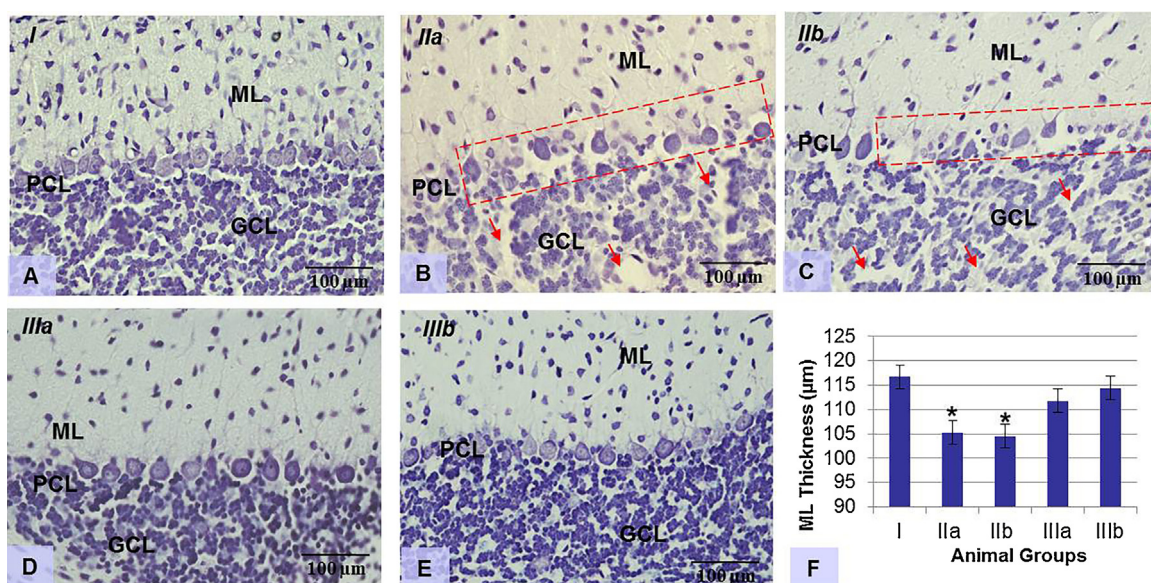 I
ML
PCL
GCL
A
100 µm
IIa
ML
PCL
GCL
B
100 µm
IIb
ML
PCL
GCL
C
100 µm
IIIa
ML
PCL
GCL
D
100 µm
IIIb
ML
PCL
GCL
E
100 µm
ML Thickness (µm)
125
120
115
110
105
100
95
90
*
*
I IIa IIb IIIa IIIb
Animal Groups
F